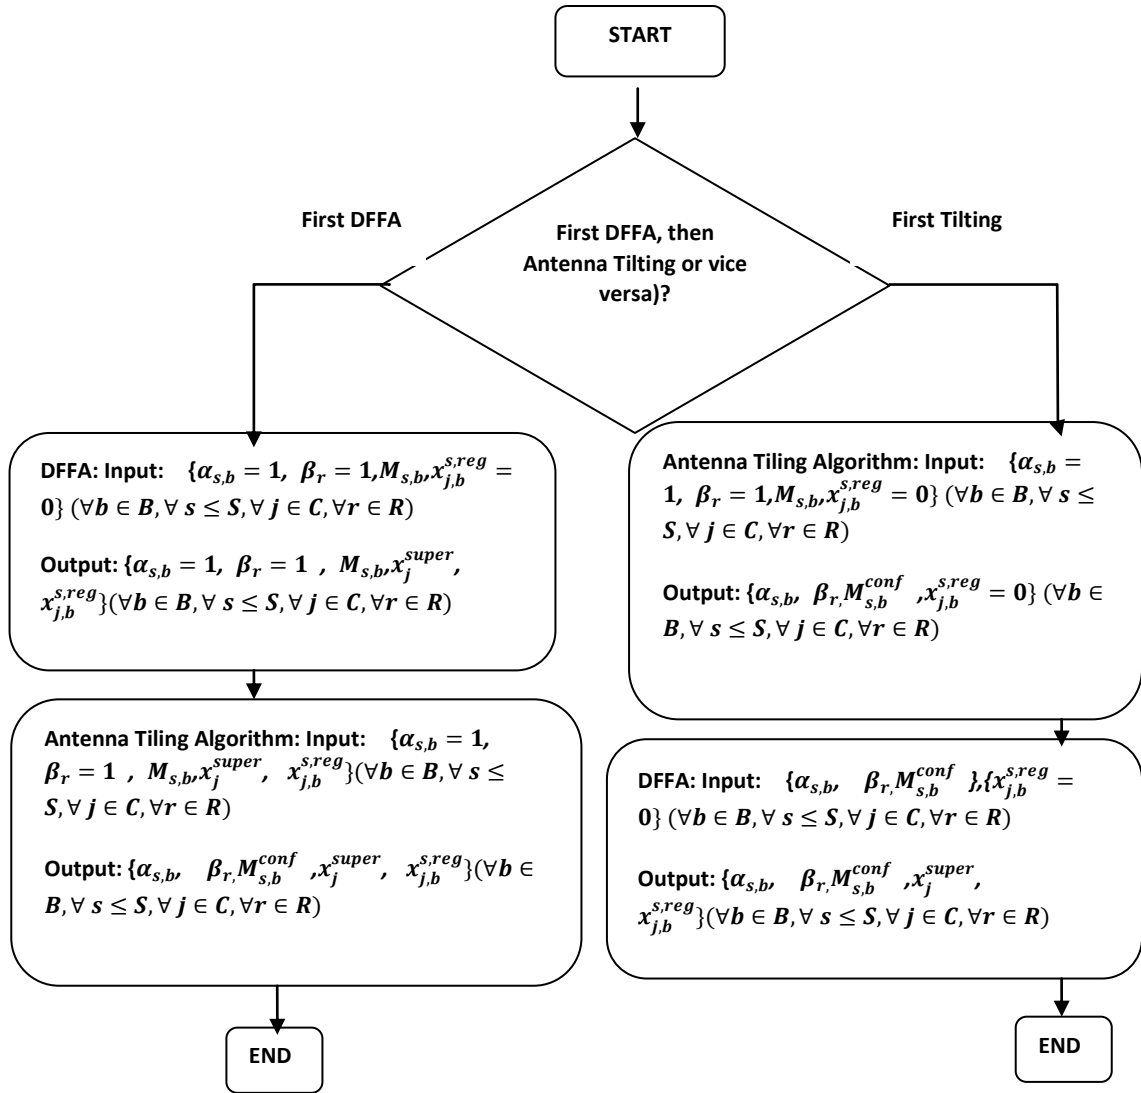 START
First DFFA
First Tilting
First DFFA, then
Antenna Tilting or vice
versa)?
DFFA: Input: {α_{s,b} = 1, β_r = 1,M_{s,b},x_{j,b}^{s,reg} =
0} (∀b ∈ B,∀ s ≤ S,∀ j ∈ C,∀r ∈ R)
Output: {α_{s,b} = 1, β_r = 1 , M_{s,b},x_j^{super},
x_{j,b}^{s,reg}}(∀b ∈ B,∀ s ≤ S,∀ j ∈ C,∀r ∈ R)
Antenna Tiling Algorithm: Input: {α_{s,b} = 1,
β_r = 1 , M_{s,b},x_j^{super}, x_{j,b}^{s,reg}}(∀b ∈ B,∀ s ≤
S,∀ j ∈ C,∀r ∈ R)
Output: {α_{s,b}, β_{r,}M_{s,b}^{conf} ,x_j^{super}, x_{j,b}^{s,reg}}(∀b ∈
B,∀ s ≤ S,∀ j ∈ C,∀r ∈ R)
END
Antenna Tiling Algorithm: Input: {α_{s,b} =
1, β_r = 1,M_{s,b},x_{j,b}^{s,reg} = 0} (∀b ∈ B,∀ s ≤
S,∀ j ∈ C,∀r ∈ R)
Output: {α_{s,b}, β_{r,}M_{s,b}^{conf} ,x_{j,b}^{s,reg} = 0} (∀b ∈
B,∀ s ≤ S,∀ j ∈ C,∀r ∈ R)
DFFA: Input: {α_{s,b}, β_{r,}M_{s,b}^{conf} },{x_{j,b}^{s,reg} =
0} (∀b ∈ B,∀ s ≤ S,∀ j ∈ C,∀r ∈ R)
Output: {α_{s,b}, β_{r,}M_{s,b}^{conf} ,x_j^{super},
x_{j,b}^{s,reg}}(∀b ∈ B,∀ s ≤ S,∀ j ∈ C,∀r ∈ R)
END